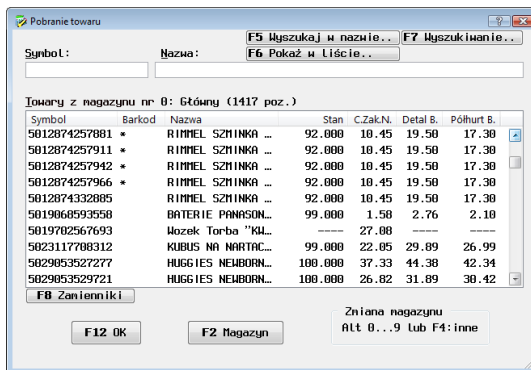 Pobranie towaru
F5 Wyszukaj w nazwie.. F7 Wyszukiwanie..
Symbol: Nazwa: F6 Pokaż w liście..
Towary z magazynu nr 0: Główny (1417 poz.)
Symbol Barkod Nazwa Stan C.Zak.N. Detal B. Półhurt B.
5012874257881 * RIMMEL SZMINKA … 92.000 10.45 19.50 17.30
5012874257911 * RIMMEL SZMINKA … 92.000 10.45 19.50 17.30
5012874257942 * RIMMEL SZMINKA … 92.000 10.45 19.50 17.30
5012874257966 * RIMMEL SZMINKA … 92.000 10.45 19.50 17.30
5012874332885 RIMMEL SZMINKA … 92.000 10.45 19.50 17.30
5019068593558 BATERIE PANASON… 99.000 1.58 2.76 2.10
5019702567693 Wozek Torba "KW… ---- 27.08 ---- ----
5023117708312 KUBUS NA NARTAC… 99.000 22.05 29.89 26.99
5029053527277 HUGGIES NEWBORN… 100.000 37.33 44.38 42.34
5029053529721 HUGGIES NEWBORN… 100.000 26.82 31.89 30.42
F8 Zamienniki
Zmiana magazynu
F12 OK F2 Magazyn Alt 0...9 lub F4:inne